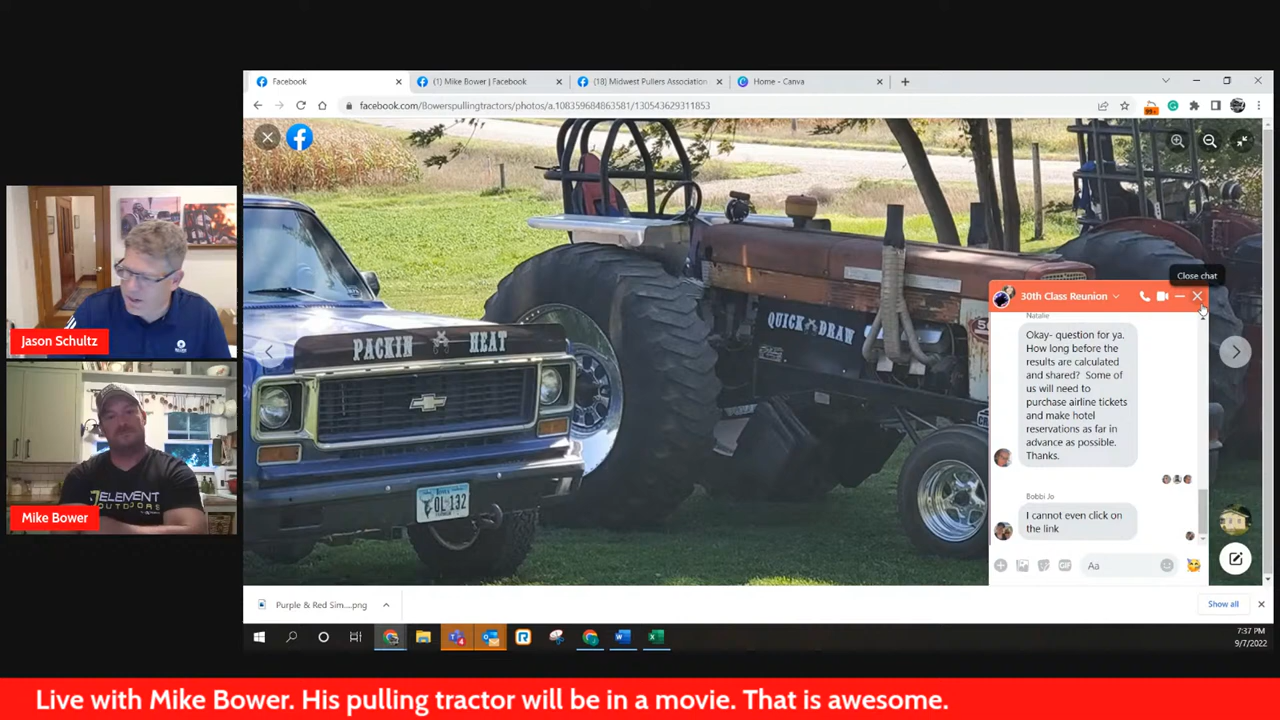 Facebook
(1) Mike Bower | Facebook
(18) Midwest Pullers Association
Home - Canva
facebook.com/Bowerspullingtractors/photos/a.108359684863581/130543629311853
Close chat
30th Class Reunion
Natalie
Okay- question for ya.
How long before the
results are calculated
and shared? Some of
us will need to
purchase airline tickets
and make hotel
reservations as far in
advance as possible.
Thanks.
Bobbi Jo
I cannot even click on
the link
GIF
Aa
PACKIN HEAT
QUICK DRAW
OL 132
Jason Schultz
7ELEMENT
OUTDOORS
Mike Bower
Purple & Red Sim....png
Show all
7:37 PM
9/7/2022
Live with Mike Bower. His pulling tractor will be in a movie. That is awesome.